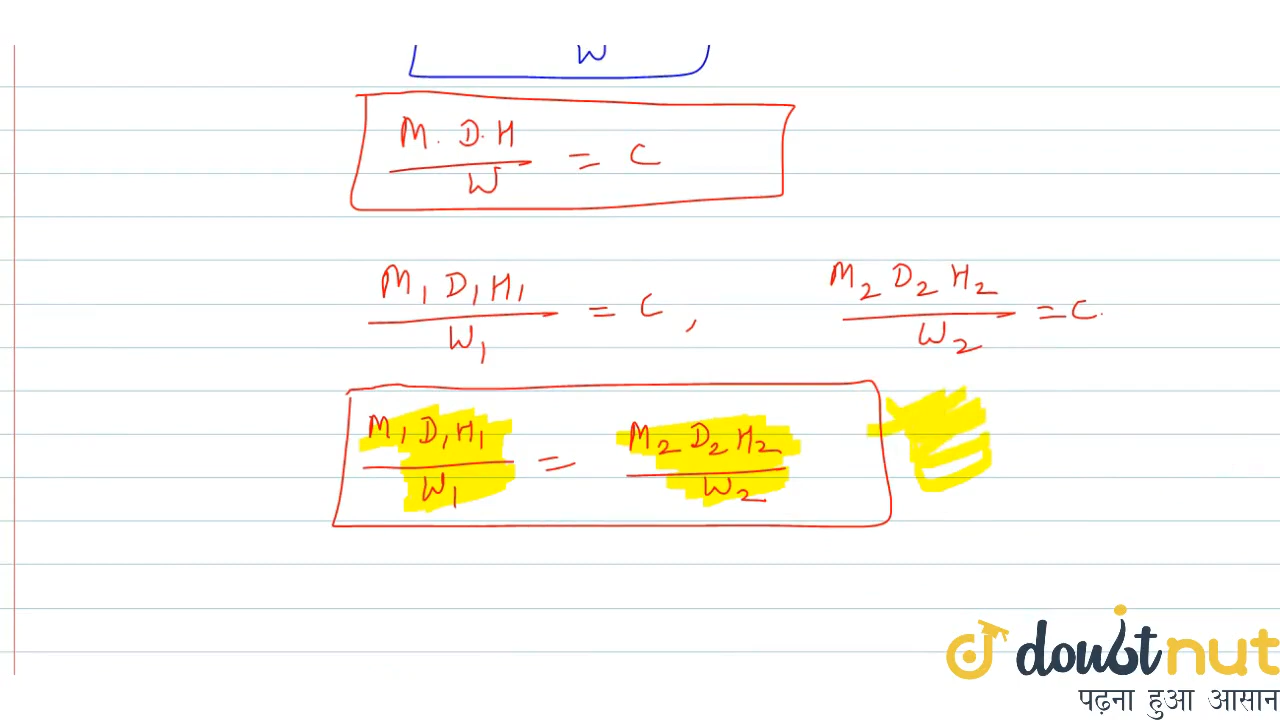 W
M. D. H
W
= C
M₁ D₁ H₁
W₁
= C ,
M₂ D₂ H₂
W₂
= C.
M₁ D₁ H₁
W₁
=
M₂ D₂ H₂
W₂
doubtnut
पढ़ना हुआ आसान